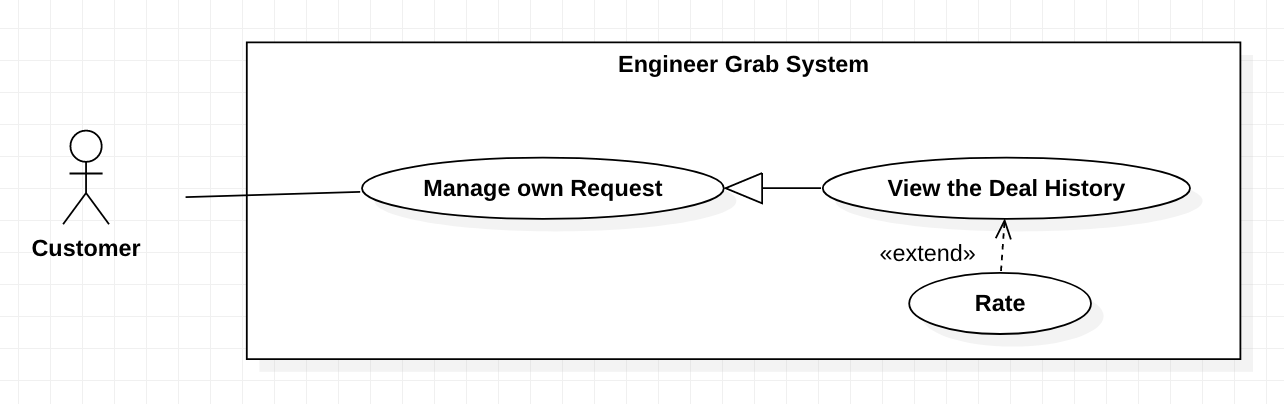 Engineer Grab System
Manage own Request
View the Deal History
Customer
«extend»
Rate